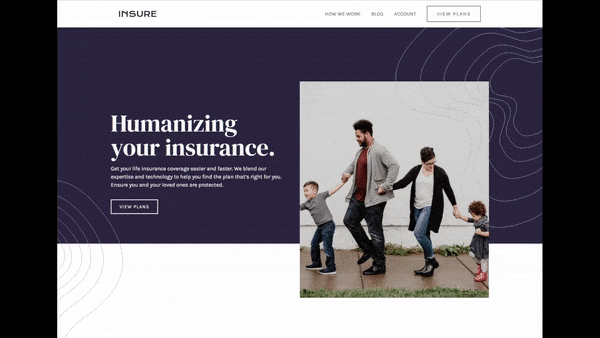 INSURE
HOW WE WORK BLOG ACCOUNT VIEW PLANS
Humanizing
your insurance.
Get your life insurance coverage easier and faster. We blend our
expertise and technology to help you find the plan that's right for you.
Ensure you and your loved ones are protected.
VIEW PLANS